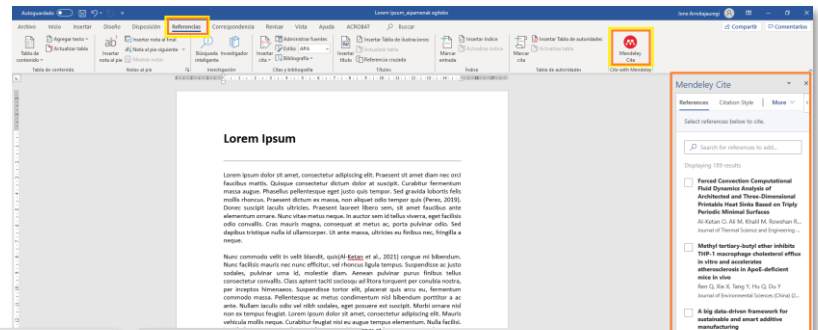 Autoguardado
Lorem Ipsum_aipamenak egiteko
Jene Amotajauregi
Archivo Inicio Insertar Diseño Disposición Referencias Correspondencia Revisar Vista Ayuda ACROBAT Buscar
Compartir Comentarios
Tabla de contenido
Agregar texto
Actualizar tabla
Insertar nota al pie
Insertar nota al final
Nota al pie siguiente
Mostrar notas
Búsqueda inteligente
Investigador
Insertar cita
Administrar fuentes
Estilo: APA
Bibliografía
Insertar título
Insertar Tabla de ilustraciones
Actualizar tabla
Referencia cruzada
Marcar entrada
Insertar índice
Actualizar índice
Marcar cita
Insertar Tabla de autoridades
Actualizar tabla
Mendeley Cite
Tabla de contenido Notas al pie Investigación Citas y bibliografía Títulos Índice Tabla de autoridades Cite with Mendeley
Lorem Ipsum
Lorem ipsum dolor sit amet, consectetur adipiscing elit. Praesent sit amet diam nec orci
faucibus mattis. Quisque consectetur dictum dolor at suscipit. Curabitur fermentum
massa augue. Phasellus pellentesque eget justo quis tempor. Sed gravida lobortis felis
mollis rhoncus. Praesent dictum ex massa, non aliquet odio tempor quis (Perez, 2019).
Donec suscipit iaculis ultricies. Praesent laoreet libero sem, sit amet faucibus ante
elementum ornare. Nunc vitae metus neque. In auctor sem id tellus viverra, eget facilisis
odio convallis. Cras mauris magna, consequat at metus ac, porta pulvinar odio. Sed
dapibus tristique nulla id ullamcorper. Ut ante massa, ultricies eu finibus nec, fringilla a
neque.
Nunc commodo velit in velit blandit, quis(Al-Ketan et al., 2021) congue mi bibendum.
Nunc facilisis mauris nec nunc efficitur, vel rhoncus ligula tempus. Suspendisse ac justo
sodales, pulvinar urna id, molestie diam. Aenean pulvinar purus finibus tellus
consectetur convallis. Class aptent taciti sociosqu ad litora torquent per conubia nostra,
per inceptos himenaeos. Suspendisse tortor elit, placerat quis arcu eu, fermentum
commodo massa. Pellentesque ac metus condimentum nisl bibendum porttitor a ac
ante. Nullam iaculis odio vel nibh sodales, eget posuere est suscipit. Morbi ornare nisl
non ex tempus feugiat. Lorem ipsum dolor sit amet, consectetur adipiscing elit. Mauris
vehicula mollis neque. Curabitur feugiat nisi eu augue tempus elementum. Nulla facilisi.
Mendeley Cite
References Citation Style More
Select references below to cite.
Search for references to add...
Displaying 189 results
Forced Convection Computational
Fluid Dynamics Analysis of
Architected and Three-Dimensional
Printable Heat Sinks Based on Triply
Periodic Minimal Surfaces
Al-Ketan O, Ali M, Khalil M, Rowshan R...
Journal of Thermal Science and Engineering ...
Methyl tertiary-butyl ether inhibits
THP-1 macrophage cholesterol efflux
in vitro and accelerates
atherosclerosis in ApoE-deficient
mice in vivo
Ren Q, Xie X, Tang Y, Hu Q, Du Y
Journal of Environmental Sciences (China) (2...
A big data-driven framework for
sustainable and smart additive
manufacturing